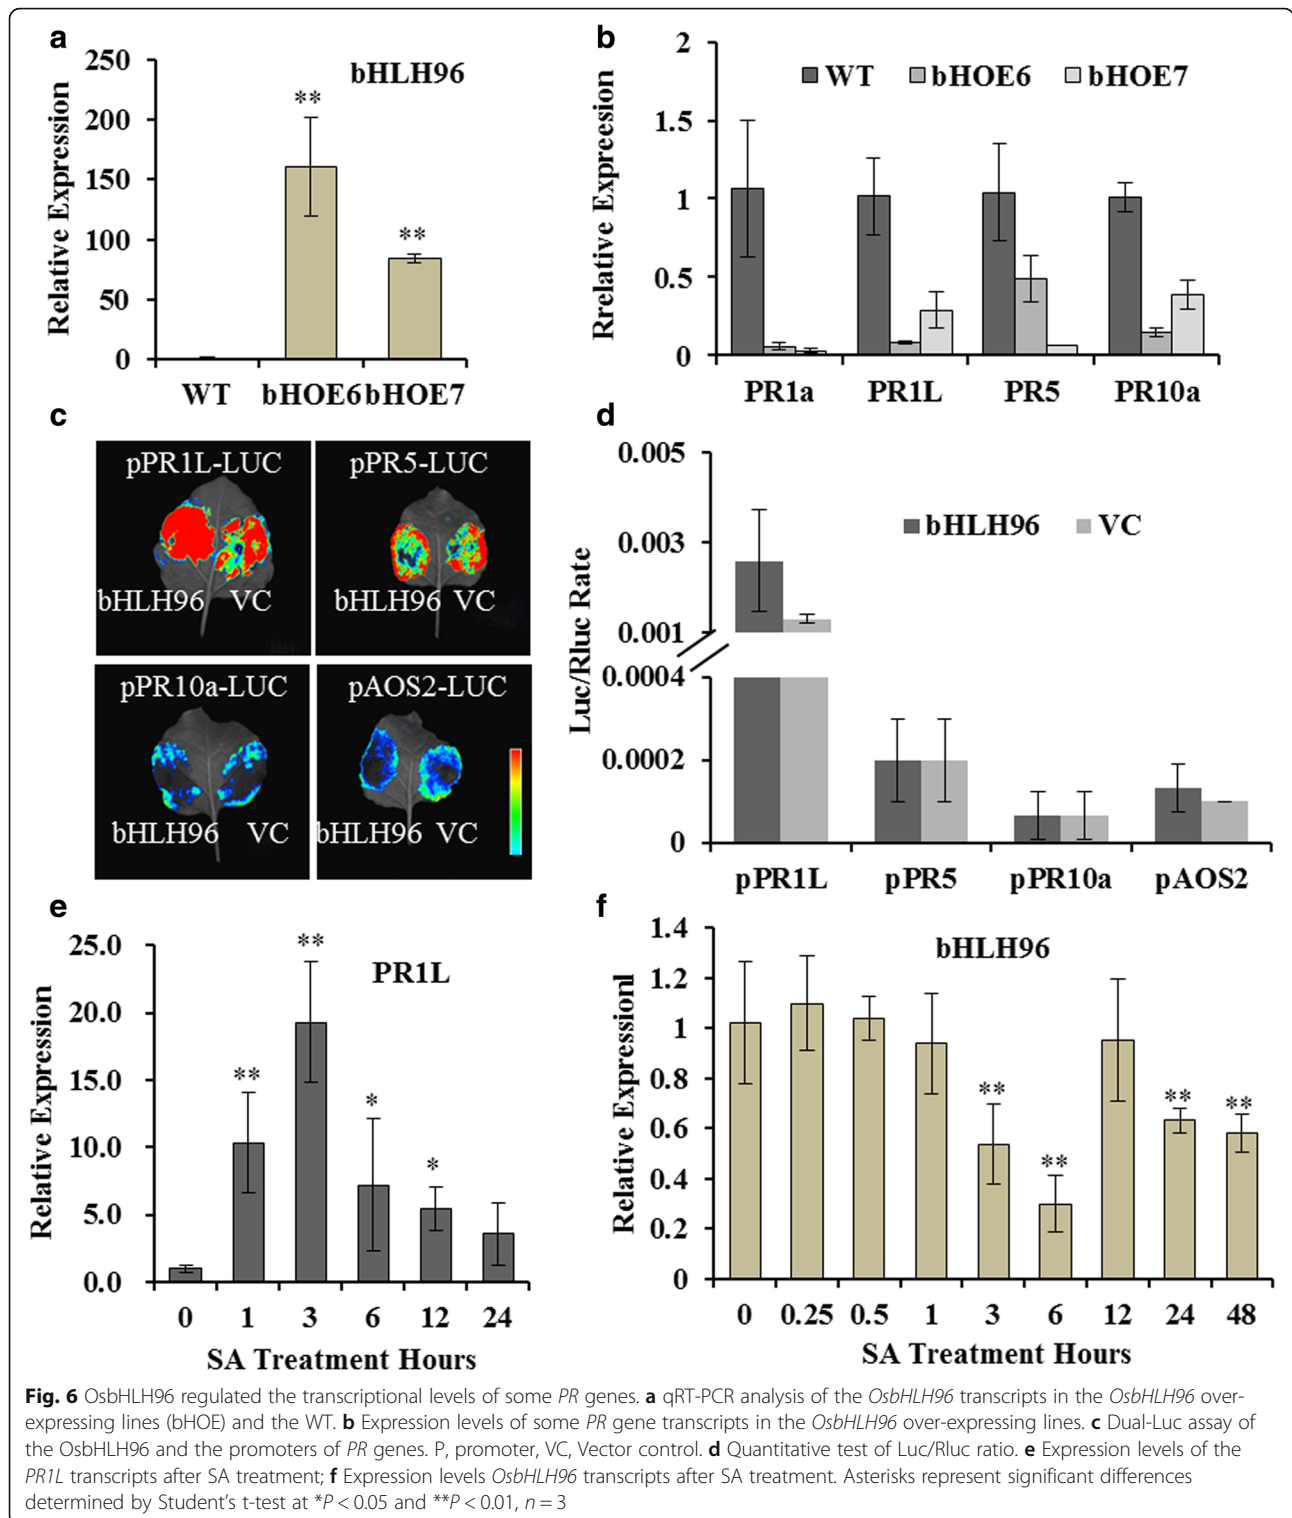 a
bHLH96
250
200
150
100
50
0
Relative Expression
**
**
WT bHOE6 bHOE7
b
2
1.5
1
0.5
0
Rrelative Expreesion
WT bHOE6 bHOE7
PR1a PR1L PR5 PR10a
c
pPR1L-LUC
bHLH96 VC
pPR5-LUC
bHLH96 VC
pPR10a-LUC
bHLH96 VC
pAOS2-LUC
bHLH96 VC
d
0.005
0.003
0.001
0.0004
0.0002
0
Luc/Rluc Rate
bHLH96 VC
pPR1L pPR5 pPR10a pAOS2
e
PR1L
25.0
20.0
15.0
10.0
5.0
0.0
Relative Expression
**
**
*
*
0 1 3 6 12 24
SA Treatment Hours
f
bHLH96
1.4
1.2
1
0.8
0.6
0.4
0.2
0
Relative Expressionl
**
**
**
**
0 0.25 0.5 1 3 6 12 24 48
SA Treatment Hours
Fig. 6 OsbHLH96 regulated the transcriptional levels of some PR genes. a qRT-PCR analysis of the OsbHLH96 transcripts in the OsbHLH96 over-
expressing lines (bHOE) and the WT. b Expression levels of some PR gene transcripts in the OsbHLH96 over-expressing lines. c Dual-Luc assay of
the OsbHLH96 and the promoters of PR genes. P, promoter, VC, Vector control. d Quantitative test of Luc/Rluc ratio. e Expression levels of the
PR1L transcripts after SA treatment; f Expression levels OsbHLH96 transcripts after SA treatment. Asterisks represent significant differences
determined by Student's t-test at *P < 0.05 and **P < 0.01, n = 3